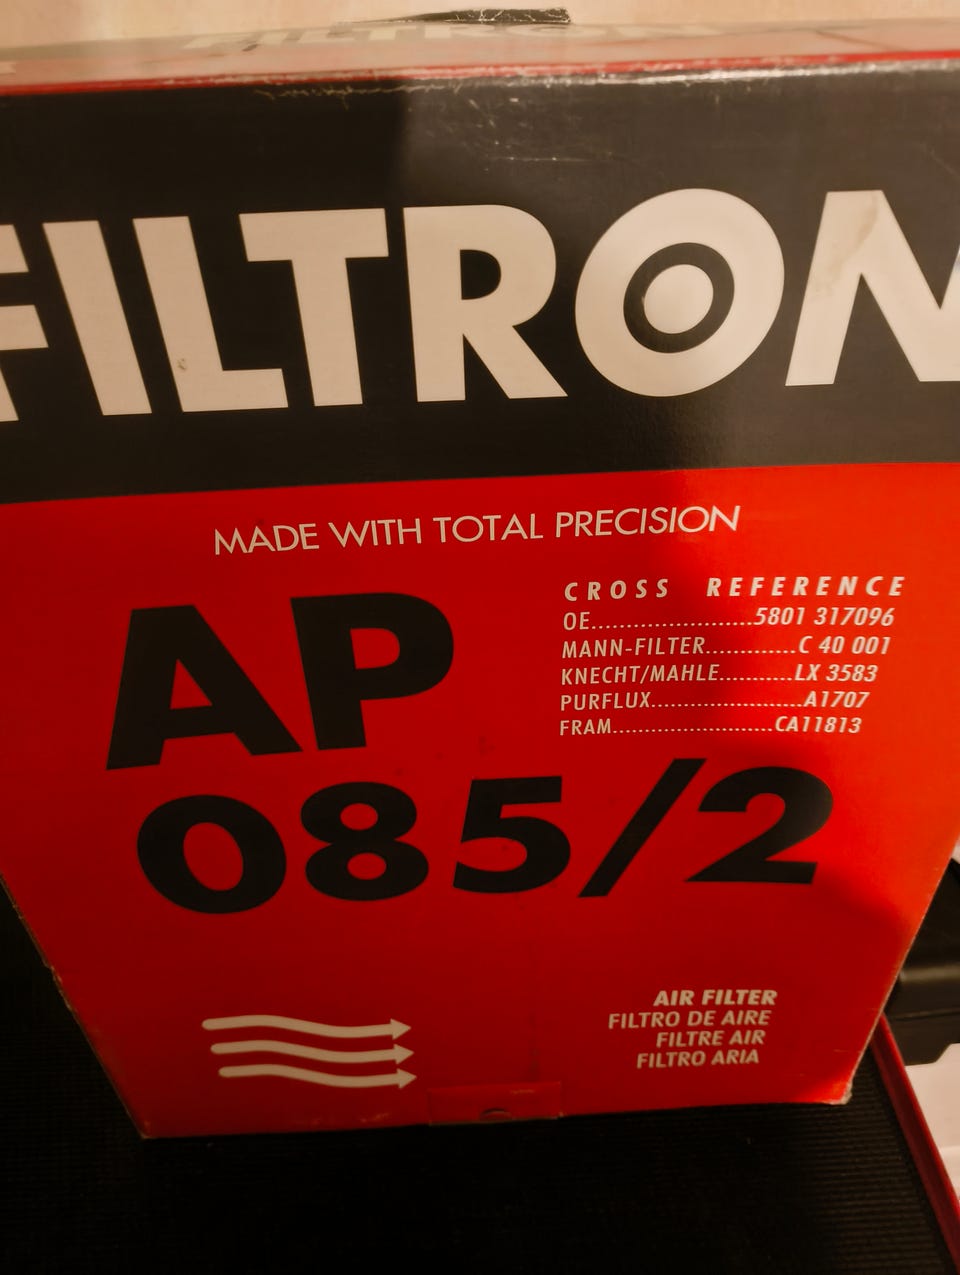 FILTRON
FILTRON
MADE WITH TOTAL PRECISION
AP
085/2
CROSS REFERENCE
OE......................5801 317096
MANN-FILTER.............C 40 001
KNECHT/MAHLE..........LX 3583
PURFLUX.......................A1707
FRAM........................CA11813
AIR FILTER
FILTRO DE AIRE
FILTRE AIR
FILTRO ARIA